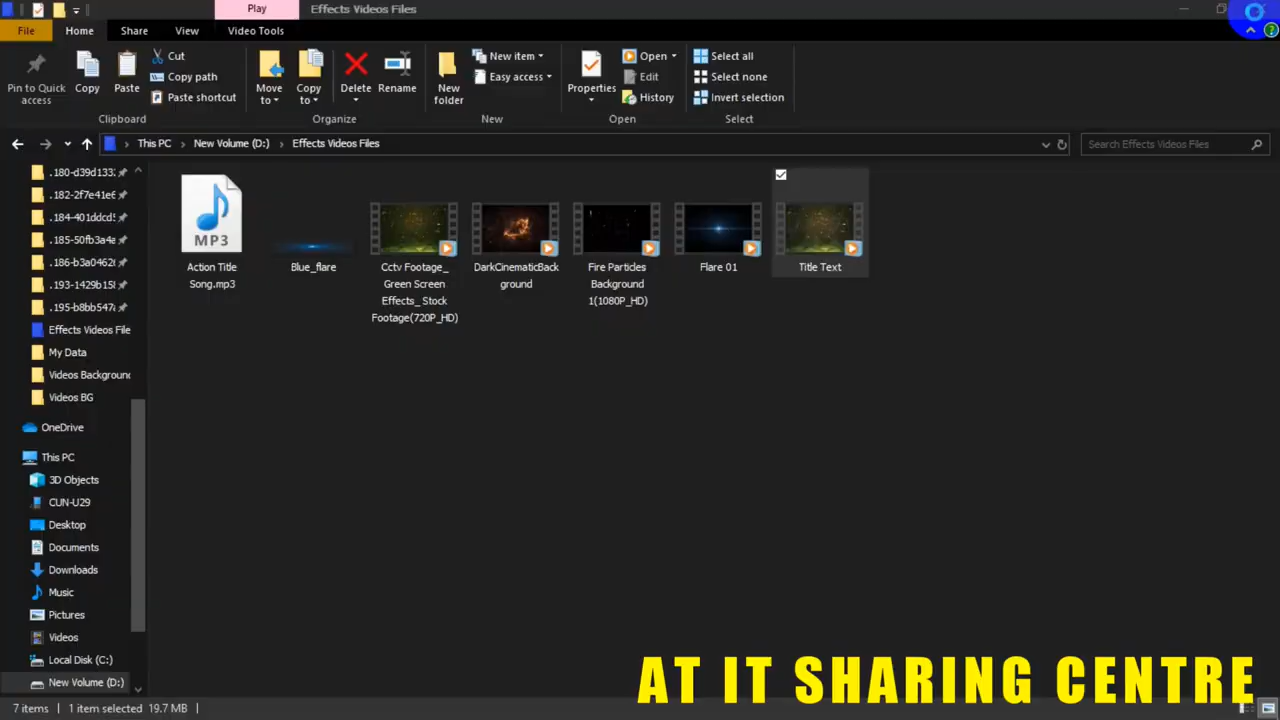 Play
Effects Videos Files
File
Home
Share
View
Video Tools
Pin to Quick access
Copy
Paste
Cut
Copy path
Paste shortcut
Clipboard
Move to
Copy to
Delete
Rename
Organize
New folder
New item
Easy access
New
Properties
Open
Edit
History
Open
Select all
Select none
Invert selection
Select
This PC > New Volume (D:) > Effects Videos Files
Search Effects Videos Files
.180-d39d133
.182-2f7e41e6
.184-401ddcd
.185-50fb3a4e
.186-b3a0462
.193-1429b15
.195-b8bb547
Effects Videos File
My Data
Videos Background
Videos BG
OneDrive
This PC
3D Objects
CUN-U29
Desktop
Documents
Downloads
Music
Pictures
Videos
Local Disk (C:)
New Volume (D:)
MP3
Action Title
Song.mp3
Blue_flare
Cctv Footage_
Green Screen
Effects_ Stock
Footage(720P_HD)
DarkCinematicBack
ground
Fire Particles
Background
1(1080P_HD)
Flare 01
Title Text
AT IT SHARING CENTRE
7 items
1 item selected 19.7 MB